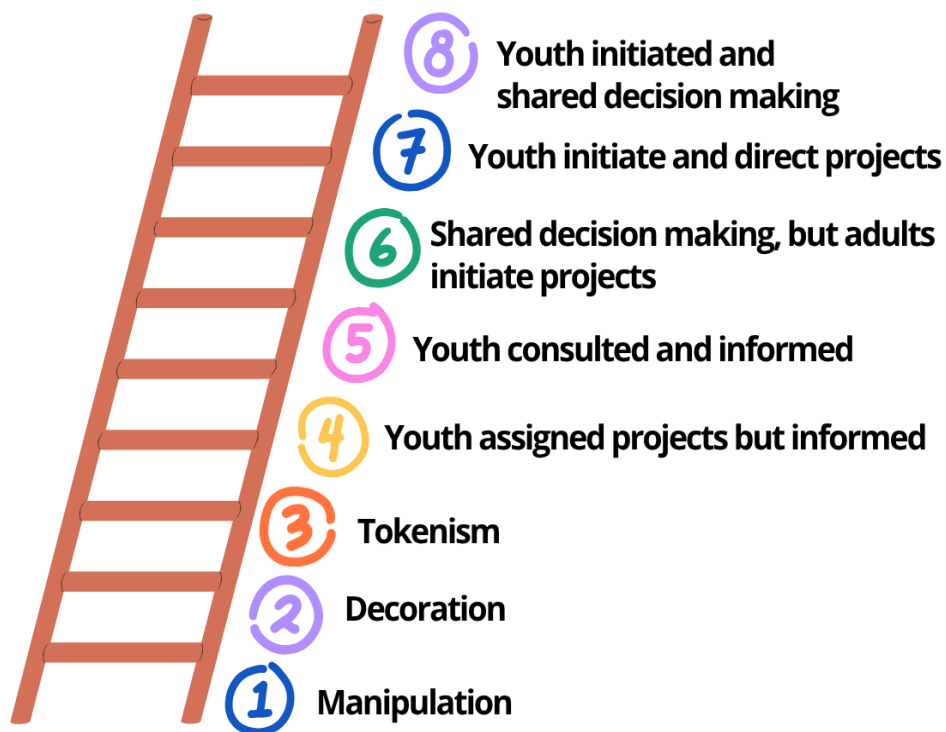 8 Youth initiated and
shared decision making
7 Youth initiate and direct projects
6 Shared decision making, but adults
initiate projects
5 Youth consulted and informed
4 Youth assigned projects but informed
3 Tokenism
2 Decoration
1 Manipulation